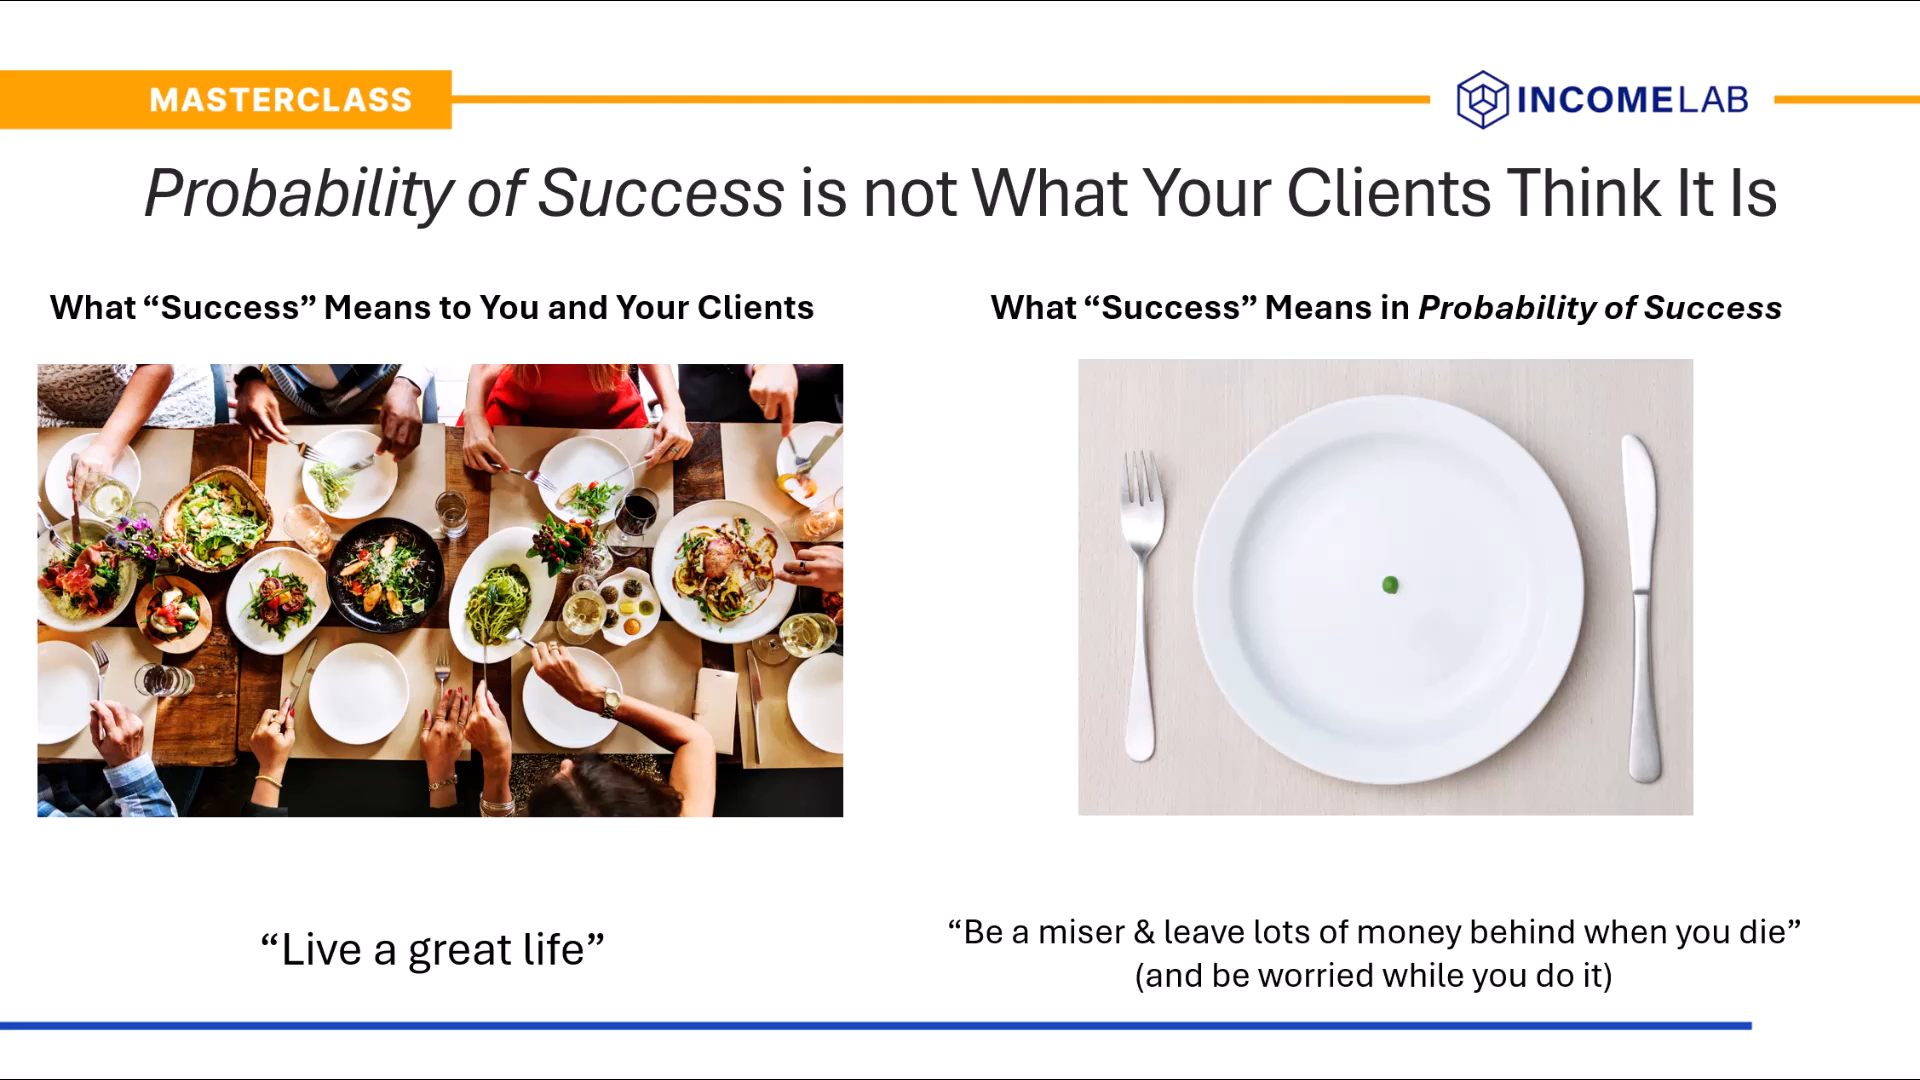 MASTERCLASS
INCOMELAB
Probability of Success is not What Your Clients Think It Is
What “Success” Means to You and Your Clients
What “Success” Means in Probability of Success
“Live a great life”
“Be a miser & leave lots of money behind when you die”
(and be worried while you do it)